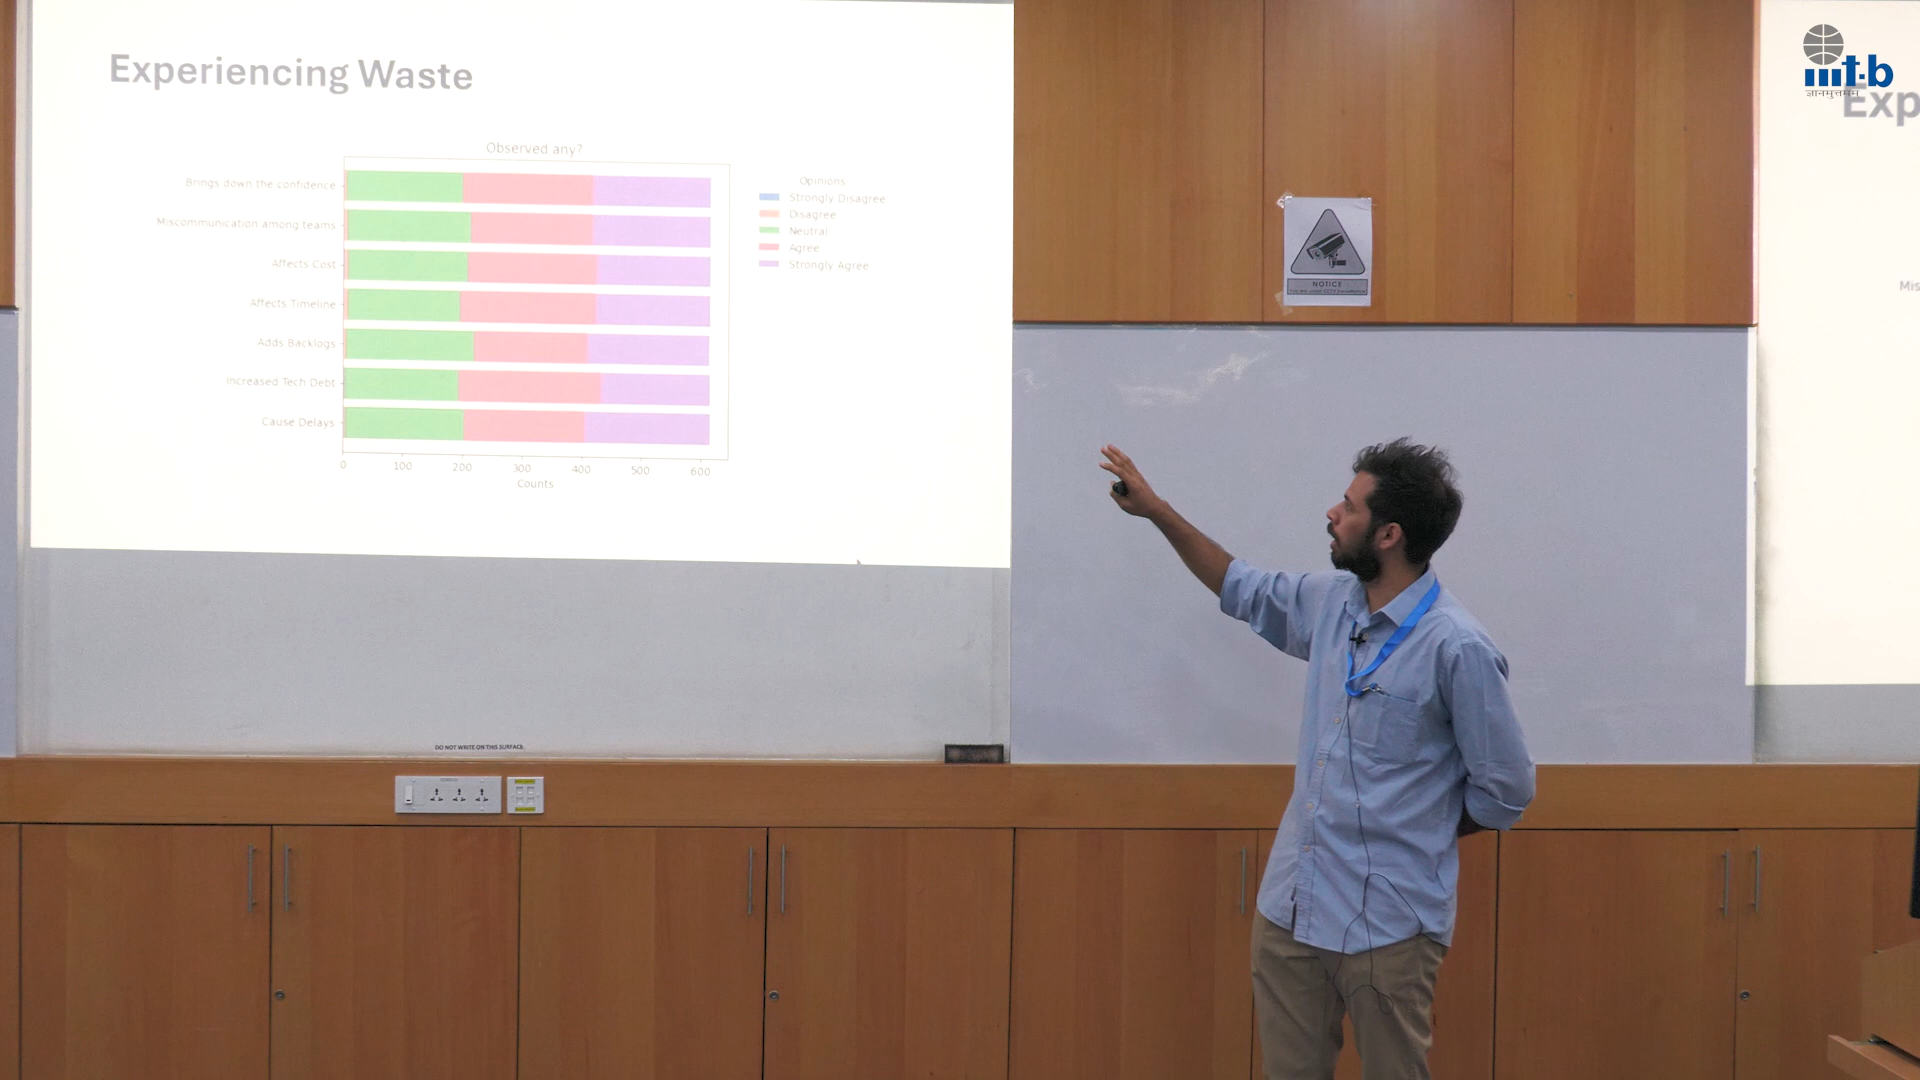 Experiencing Waste
Observed any?
Brings down the confidence
Miscommunication among teams
Affects Cost
Affects Timeline
Adds Backlogs
Increased Tech Debt
Cause Delays
0 100 200 300 400 500 600
Counts
Opinions
Strongly Disagree
Disagree
Neutral
Agree
Strongly Agree
NOTICE
DO NOT WRITE ON THIS SURFACE
iiit-b
ज्ञानमुत्तमम्
Exp
Mis